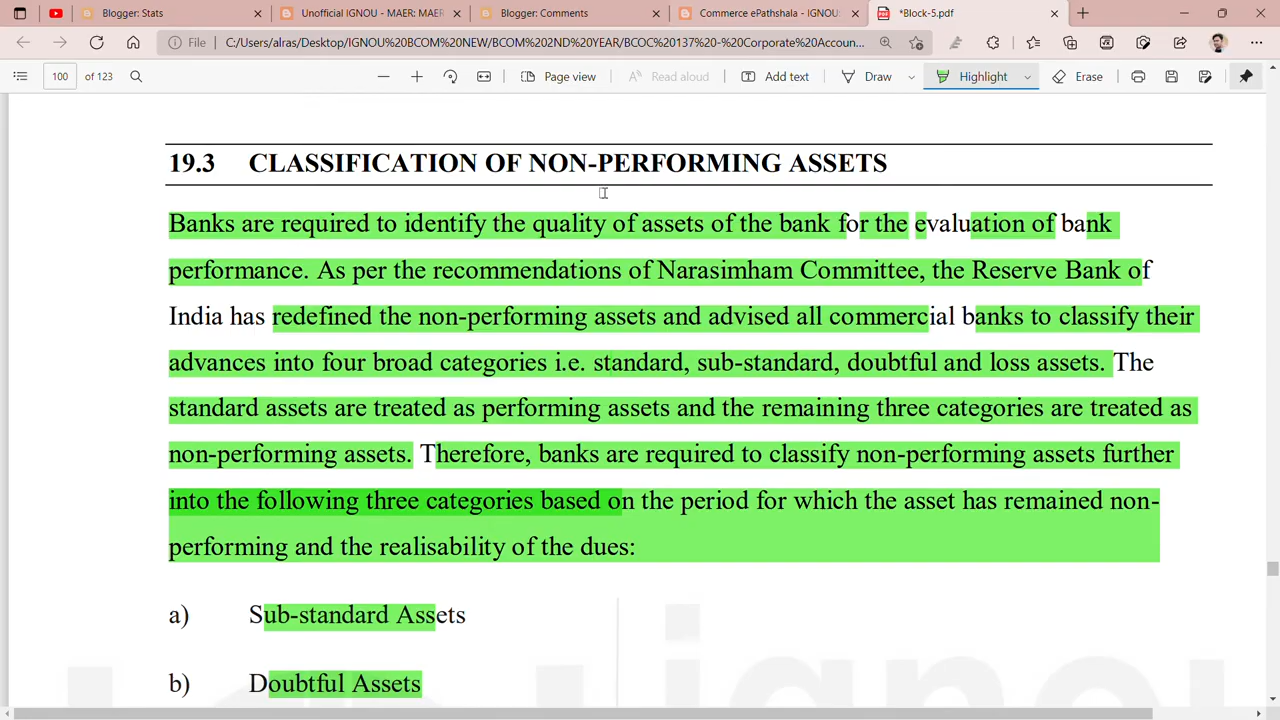 Blogger: Stats
Unofficial IGNOU - MAER: MAER
Blogger: Comments
Commerce ePathshala - IGNOU
*Block-5.pdf
File
C:/Users/alras/Desktop/IGNOU%20BCOM%20NEW/BCOM%202ND%20YEAR/BCOC%20137%20-%20Corporate%20Accoun...
100 of 123
Page view
Read aloud
Add text
Draw
Highlight
Erase
19.3 CLASSIFICATION OF NON-PERFORMING ASSETS
Banks are required to identify the quality of assets of the bank for the evaluation of bank
performance. As per the recommendations of Narasimham Committee, the Reserve Bank of
India has redefined the non-performing assets and advised all commercial banks to classify their
advances into four broad categories i.e. standard, sub-standard, doubtful and loss assets. The
standard assets are treated as performing assets and the remaining three categories are treated as
non-performing assets. Therefore, banks are required to classify non-performing assets further
into the following three categories based on the period for which the asset has remained non-
performing and the realisability of the dues:
a) Sub-standard Assets
b) Doubtful Assets
ignou